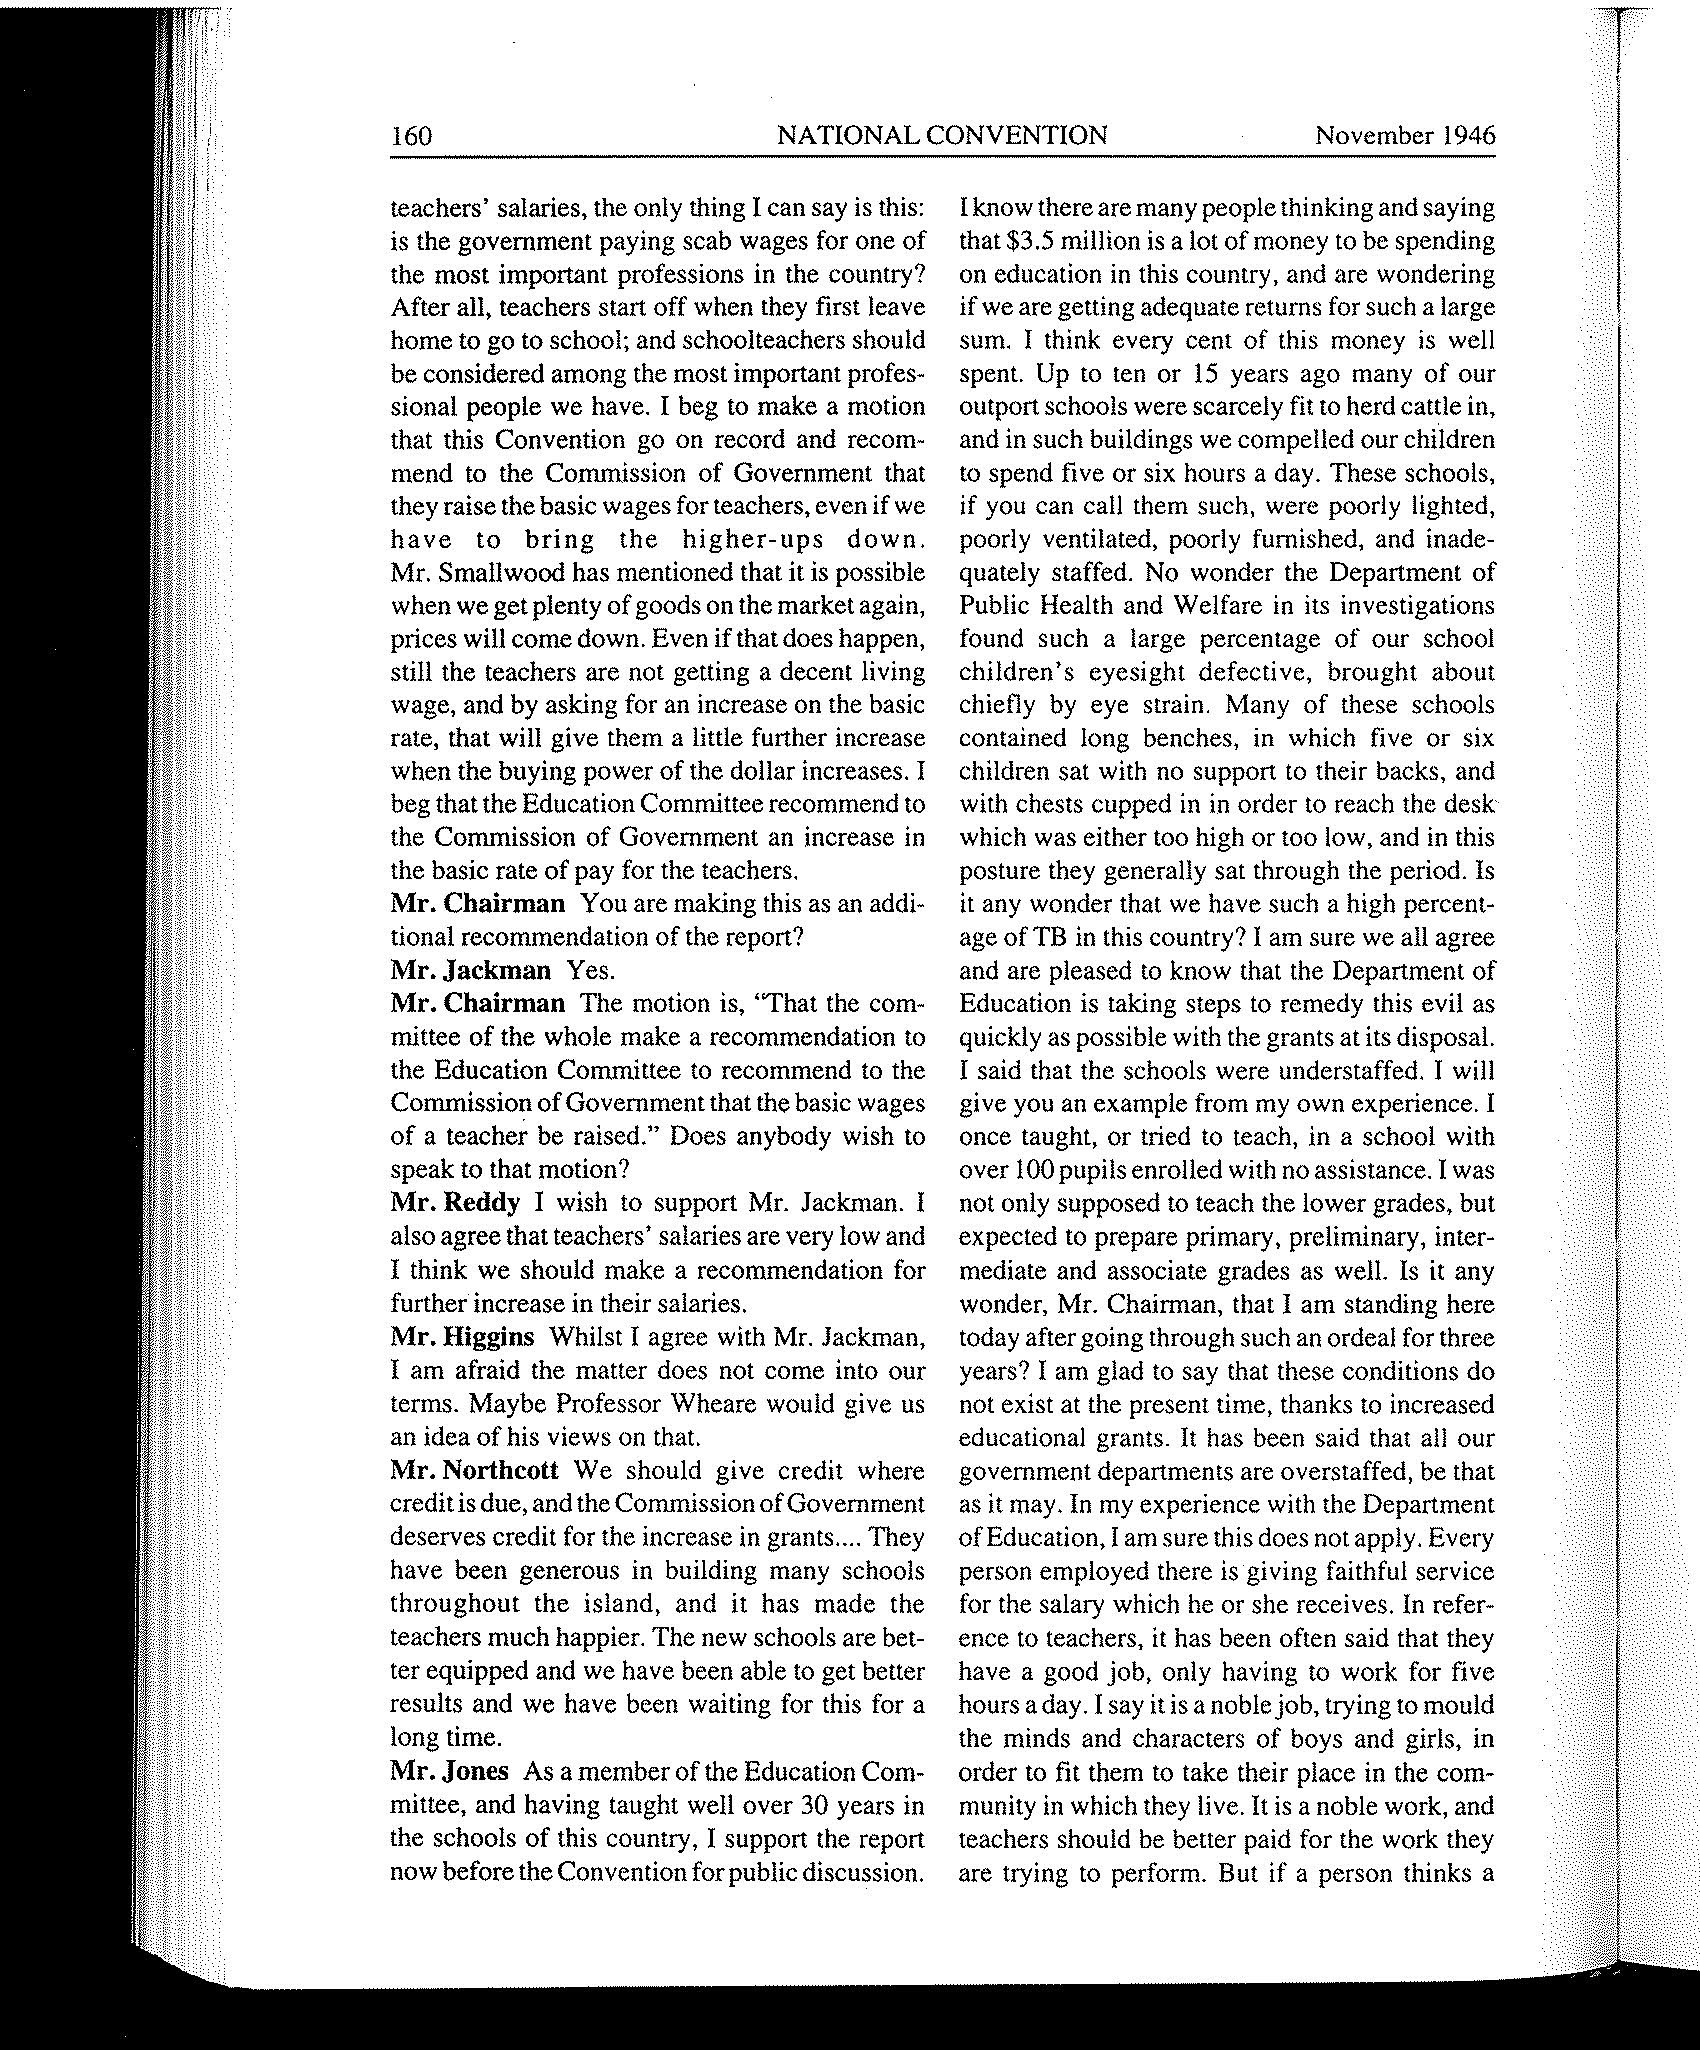 160 NATIONAL CONVENTION November 1946
teachers' salaries, the only thing I can say is this:
is the government paying scab wages for one of
the most important professions in the country?
After all, teachers start off when they first leave
home to go to school; and schoolteachers should
be considered among the most important profes-
sional people we have. I beg to make a motion
that this Convention go on record and recom-
mend to the Commission of Government that
they raise the basic wages for teachers, even if we
have to bring the higher-ups down.
Mr. Smallwood has mentioned that it is possible
when we get plenty of goods on the market again,
prices will come down. Even if that does happen,
still the teachers are not getting a decent living
wage, and by asking for an increase on the basic
rate, that will give them a little further increase
when the buying power of the dollar increases. I
beg that the Education Committee recommend to
the Commission of Government an increase in
the basic rate of pay for the teachers.
Mr. Chairman You are making this as an addi-
tional recommendation of the report?
Mr. Jackman Yes.
Mr. Chairman The motion is, "That the com-
mittee of the whole make a recommendation to
the Education Committee to recommend to the
Commission of Government that the basic wages
of a teacher be raised." Does anybody wish to
speak to that motion?
Mr. Reddy I wish to support Mr. Jackman. I
also agree that teachers' salaries are very low and
I think we should make a recommendation for
further increase in their salaries.
Mr. Higgins Whilst I agree with Mr. Jackman,
I am afraid the matter does not come into our
terms. Maybe Professor Wheare would give us
an idea of his views on that.
Mr. Northcott We should give credit where
credit is due, and the Commission of Government
deserves credit for the increase in grants.... They
have been generous in building many schools
throughout the island, and it has made the
teachers much happier. The new schools are bet-
ter equipped and we have been able to get better
results and we have been waiting for this for a
long time.
Mr. Jones As a member of the Education Com-
mittee, and having taught well over 30 years in
the schools of this country, I support the report
now before the Convention for public discussion.
I know there are many people thinking and saying
that $3.5 million is a lot of money to be spending
on education in this country, and are wondering
if we are getting adequate returns for such a large
sum. I think every cent of this money is well
spent. Up to ten or 15 years ago many of our
outport schools were scarcely fit to herd cattle in,
and in such buildings we compelled our children
to spend five or six hours a day. These schools,
if you can call them such, were poorly lighted,
poorly ventilated, poorly furnished, and inade-
quately staffed. No wonder the Department of
Public Health and Welfare in its investigations
found such a large percentage of our school
children's eyesight defective, brought about
chiefly by eye strain. Many of these schools
contained long benches, in which five or six
children sat with no support to their backs, and
with chests cupped in in order to reach the desk
which was either too high or too low, and in this
posture they generally sat through the period. Is
it any wonder that we have such a high percent-
age of TB in this country? I am sure we all agree
and are pleased to know that the Department of
Education is taking steps to remedy this evil as
quickly as possible with the grants at its disposal.
I said that the schools were understaffed. I will
give you an example from my own experience. I
once taught, or tried to teach, in a school with
over 100 pupils enrolled with no assistance. I was
not only supposed to teach the lower grades, but
expected to prepare primary, preliminary, inter-
mediate and associate grades as well. Is it any
wonder, Mr. Chairman, that I am standing here
today after going through such an ordeal for three
years? I am glad to say that these conditions do
not exist at the present time, thanks to increased
educational grants. It has been said that all our
government departments are overstaffed, be that
as it may. In my experience with the Department
of Education, I am sure this does not apply. Every
person employed there is giving faithful service
for the salary which he or she receives. In refer-
ence to teachers, it has been often said that they
have a good job, only having to work for five
hours a day. I say it is a noble job, trying to mould
the minds and characters of boys and girls, in
order to fit them to take their place in the com-
munity in which they live. It is a noble work, and
teachers should be better paid for the work they
are trying to perform. But if a person thinks a